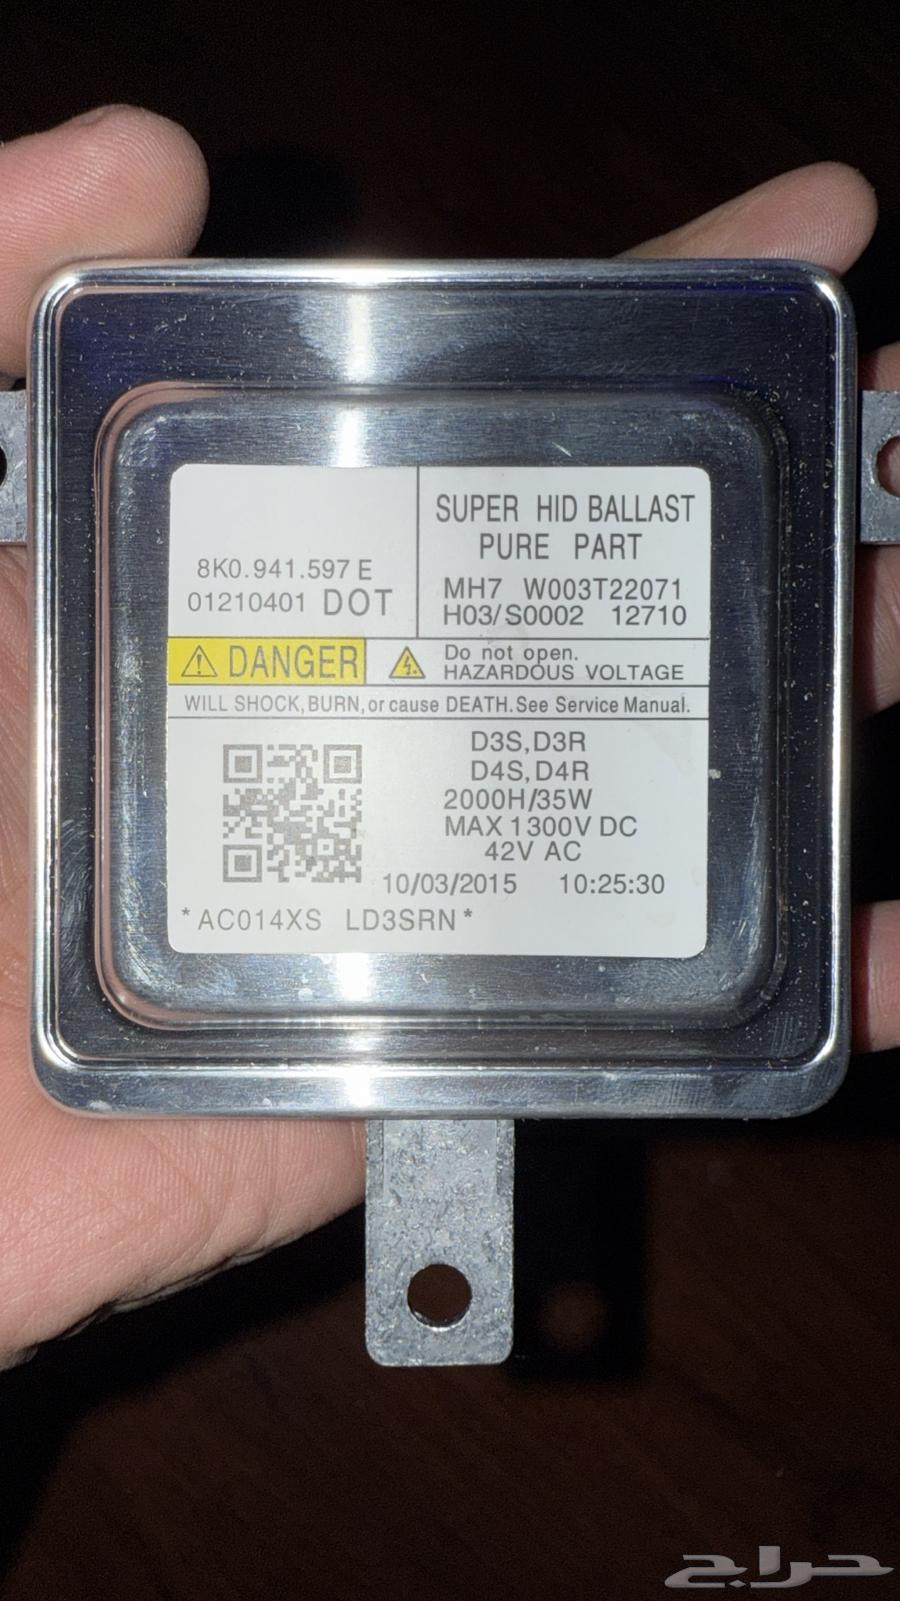 8K0.941.597 E
01210401 DOT
SUPER HID BALLAST
PURE PART
MH7 W003T22071
H03/S0002 12710
DANGER
Do not open.
HAZARDOUS VOLTAGE
WILL SHOCK,BURN,or cause DEATH.See Service Manual.
D3S,D3R
D4S,D4R
2000H/35W
MAX 1300V DC
42V AC
10/03/2015 10:25:30
*AC014XS LD3SRN*
حراج